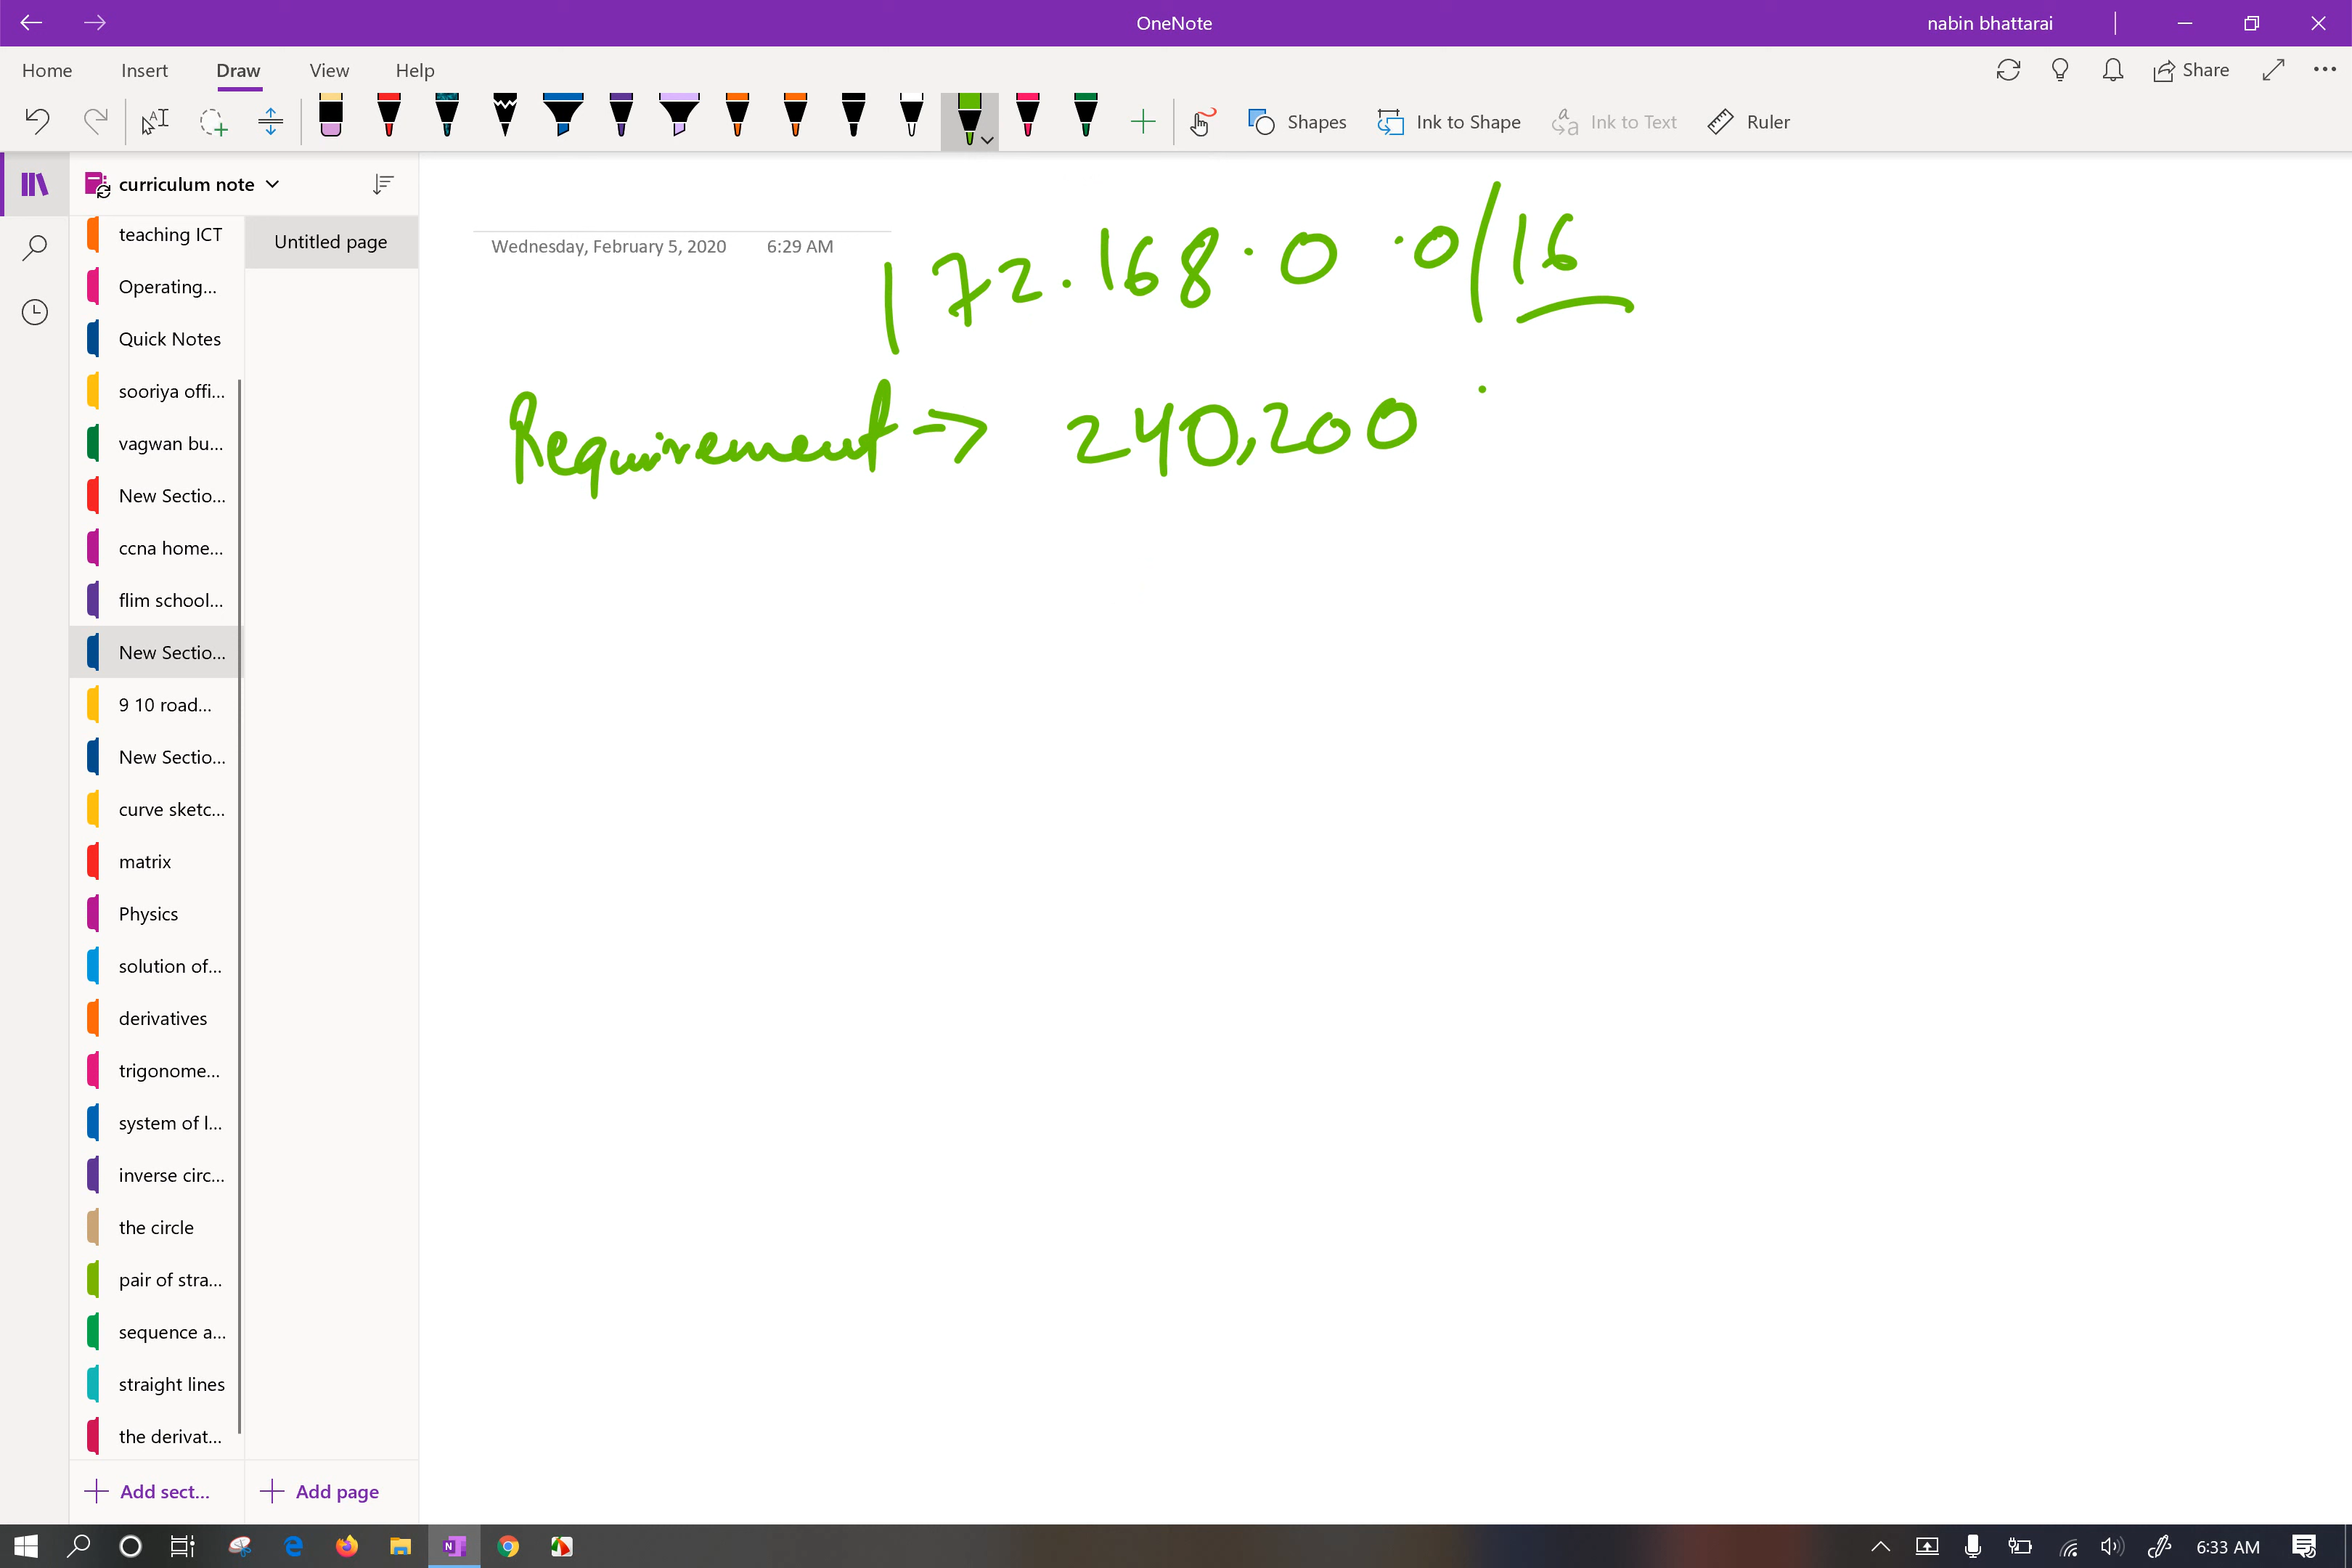 OneNote
nabin bhattarai
Home Insert Draw View Help
Share
Shapes
Ink to Shape
Ink to Text
Ruler
curriculum note
teaching ICT
Operating...
Quick Notes
sooriya offi...
vagwan bu...
New Sectio...
ccna home...
flim school...
New Sectio...
9 10 road...
New Sectio...
curve sketc...
matrix
Physics
solution of...
derivatives
trigonome...
system of l...
inverse circ...
the circle
pair of stra...
sequence a...
straight lines
the derivat...
Add sect...
Untitled page
Add page
Wednesday, February 5, 2020 6:29 AM
172.168.0.0/16
Requirement -> 240,200
6:33 AM